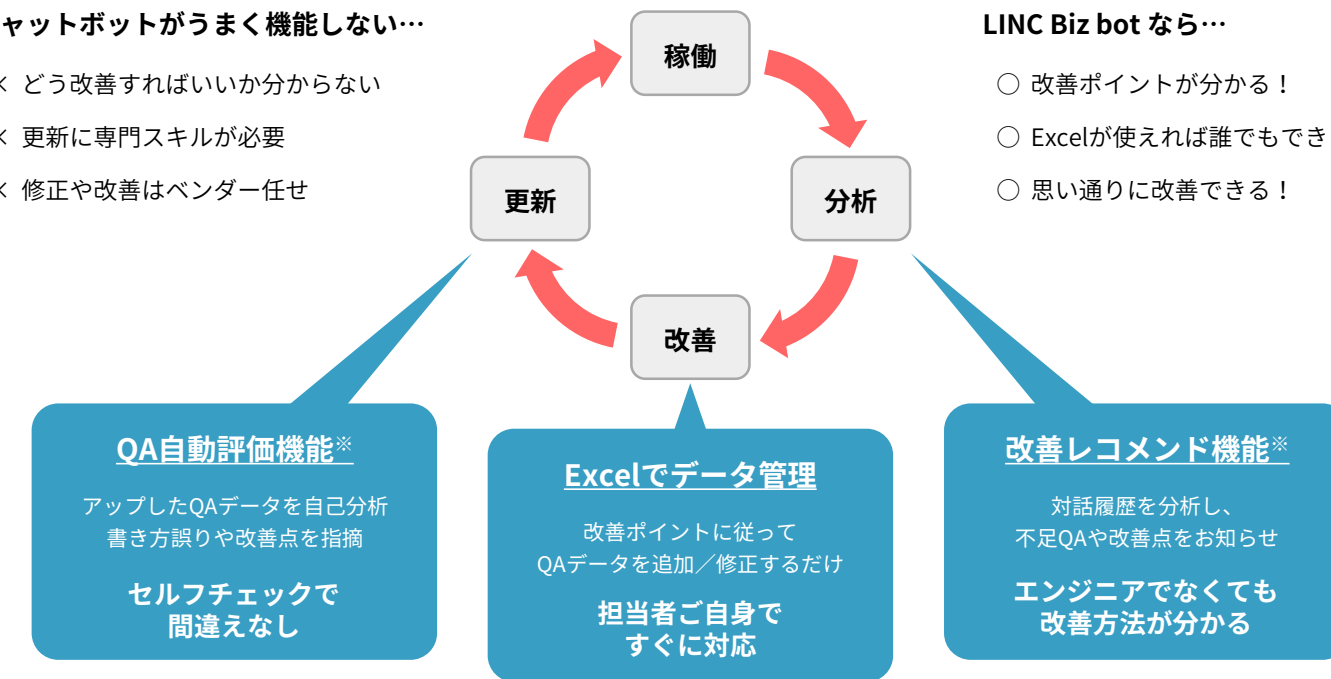 ャットボットがうまく機能しない…
× どう改善すればいいか分からない
× 更新に専門スキルが必要
× 修正や改善はベンダー任せ
稼働
更新
分析
改善
LINC Biz bot なら…
○ 改善ポイントが分かる！
○ Excelが使えれば誰でもでき
○ 思い通りに改善できる！
QA自動評価機能※
アップしたQAデータを自己分析
書き方誤りや改善点を指摘
セルフチェックで
間違えなし
Excelでデータ管理
改善ポイントに従って
QAデータを追加／修正するだけ
担当者ご自身で
すぐに対応
改善レコメンド機能※
対話履歴を分析し、
不足QAや改善点をお知らせ
エンジニアでなくても
改善方法が分かる